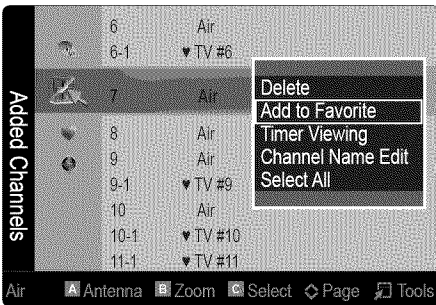 Added Channels
6 Air
6-1 ♥ TV #6
7 Air
8 Air
9 Air
9-1 ♥ TV #9
10 Air
10-1 ♥ TV #10
11-1 ♥ TV #11
Delete
Add to Favorite
Timer Viewing
Channel Name Edit
Select All
Air A Antenna B Zoom C Select Page Tools